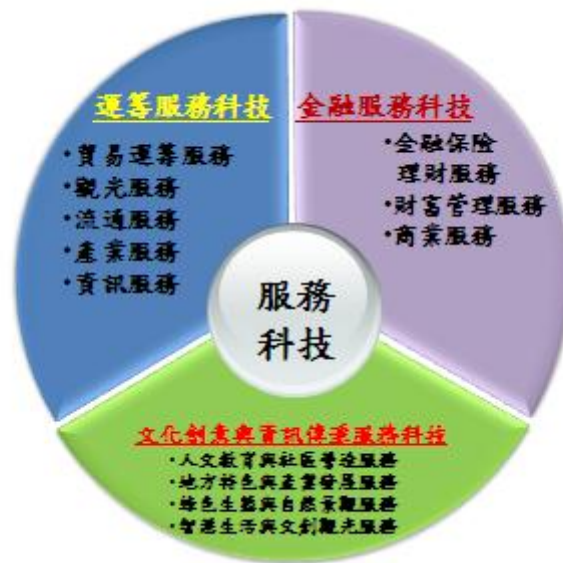 運籌服務科技
•貿易運籌服務
•觀光服務
•流通服務
•產業服務
•資訊服務
金融服務科技
•金融保險
理財服務
•財富管理服務
•商業服務
服務
科技
文化創意與資訊傳遞服務科技
•人文教育與社區營造服務
•地方特色與產業發展服務
•綠色生態與自然景觀服務
•智慧生活與文創觀光服務